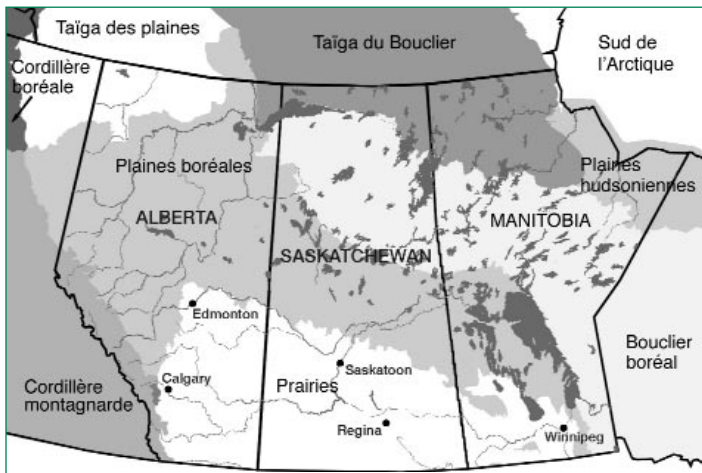 Taïga des plaines
Taïga du Bouclier
Sud de
l'Arctique
Cordillère
boréale
Plaines boréales
Plaines
hudsoniennes
ALBERTA
MANITOBIA
SASKATCHEWAN
Edmonton
Bouclier
boréal
Saskatoon
Calgary
Prairies
Cordillère
montagnarde
Regina
Winnipeg